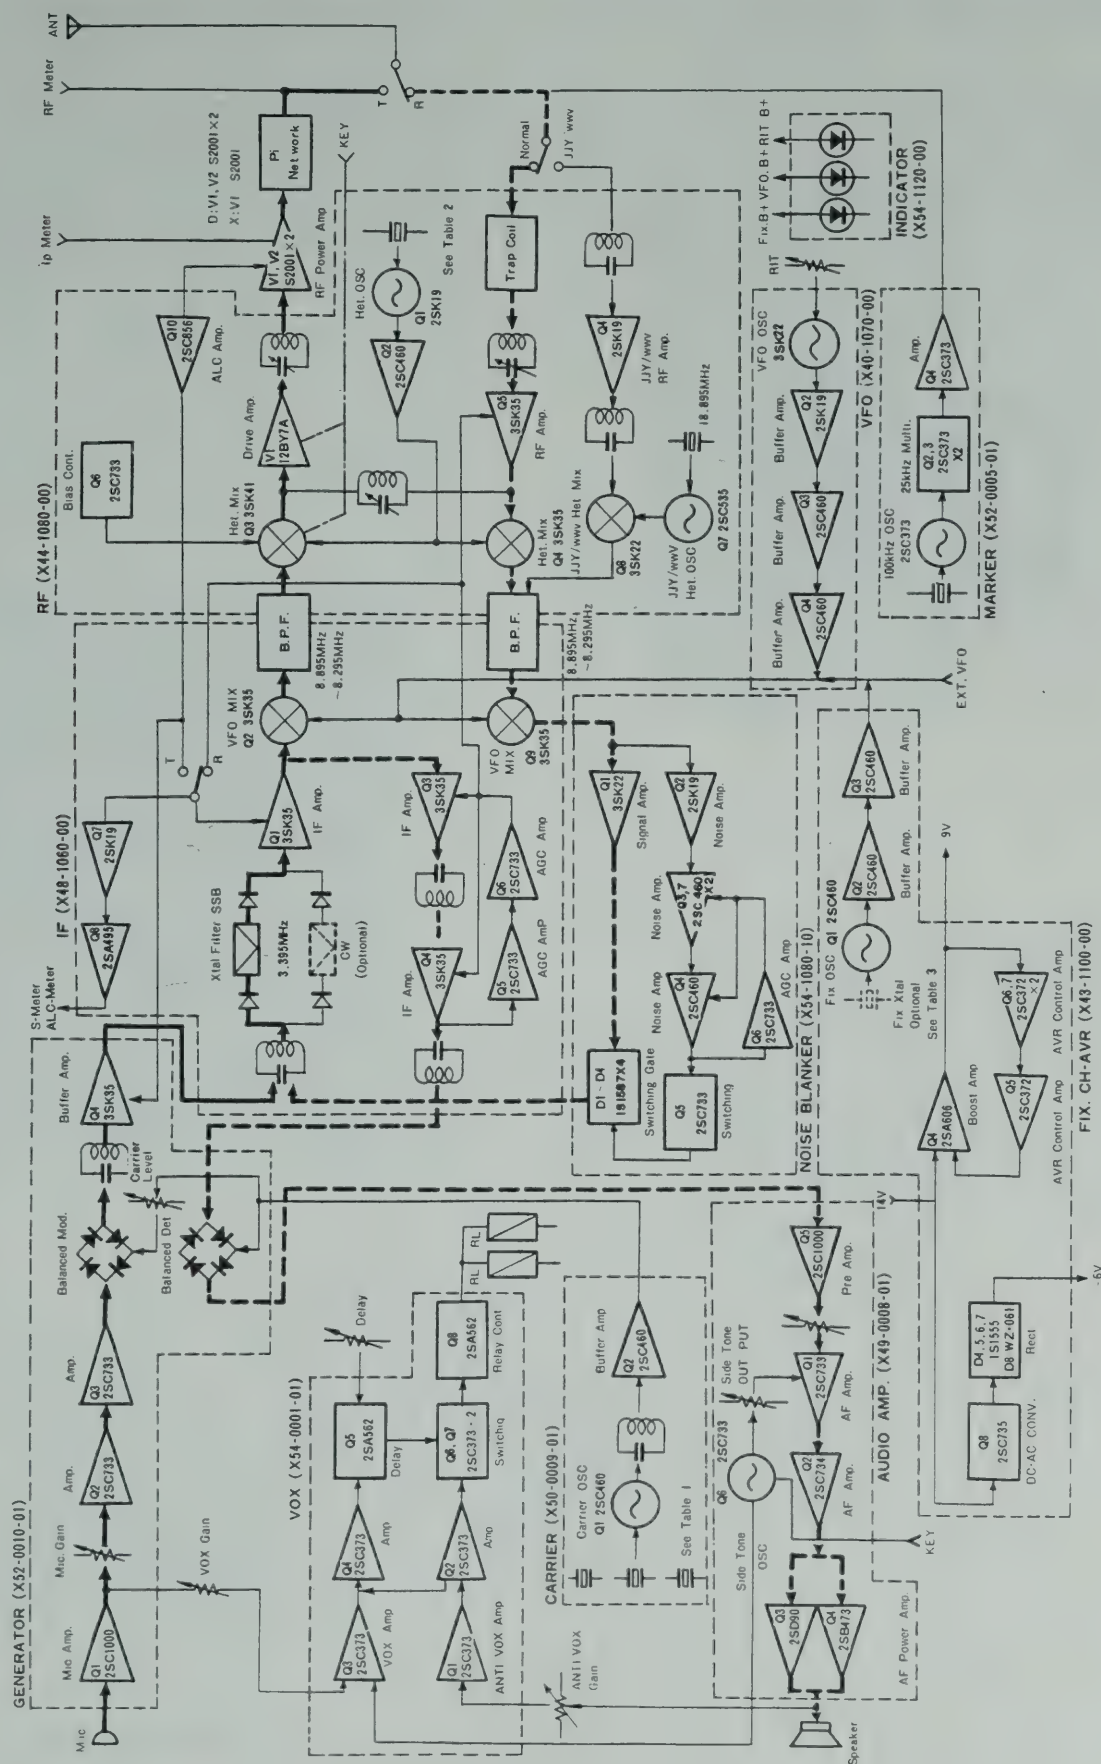 GENERATOR (X52-0010-01)
Mic
Mic Amp.
Q1
2SC1000
Mic. Gain
Amp.
Q2
2SC733
Amp.
Q3
2SC733
Balanced Mod.
Carrier
Level
Balanced Det
Buffer Amp.
Q4
3SK35
VOX Gain
S-Meter
ALC-Meter
IF (X48-1060-00)
Q8
2SA495
Q7
2SK19
T
R
Xtal Filter SSB
3.395MHz
CW
(Optional)
Q1
3SK35
IF Amp.
VFO MIX
Q2 3SK35
B.P.F.
8.895MHz
~8.295MHz
IF Amp.
Q3
3SK35
IF Amp.
Q4
3SK35
Q5
2SC733
AGC AmP
Q6
2SC733
AGC Amp
VFO
MIX
Q9
3SK35
B.P.F.
8.895MHz
~8.295MHz
RF (X44-1080-00)
Bias Cont.
Q6
2SC733
Het. Mix
Q3 3SK41
Drive Amp.
V1
12BY7A
Q10
2SC856
ALC Amp.
Ip Meter
V1, V2
S2001×2
RF Power Amp
D:V1, V2 S2001×2
X:V1 S2001
Pi
Network
RF Meter
ANT
T
R
KEY
Het. OSC
Q1
2SK19
See Table 2
Q2
2SC460
Normal
JJY wwv
Trap Coil
Q5
3SK35
RF Amp.
Het. Mix
Q4 3SK35
JJY/wwv Het Mix
Q8
3SK22
Q4
2SK19
JJY/wwv
RF Amp.
18.895MHz
JJY/wwV
Het. OSC
Q7 2SC535
VOX (X54-0001-01)
Delay
Q5
2SA562
Delay
Q8
2SA562
Relay Cont
RL
RL
Q6, Q7
2SC373 - 2
Switchig
Q4
2SC373
Amp
Q2
2SC373
Amp
Q3
2SC373
VOX Amp
Q1
2SC373
ANTI VOX Amp
ANTI VOX
Gain
CARRIER (X50-0009-01)
Carrier OSC
Q1 2SC460
See Table 1
Buffer Amp
Q2
2SC460
NOISE BLANKER (X54-1080-10)
Q1
3SK22
Signal Amp.
Q2
2SK19
Noise Amp.
Noise Amp.
Q3,7
2SC460
X2
Noise Amp
Q4
2SC460
Q6
2SC733
AGC Amp
D1 ~ D4
1S1587X4
Switching Gate
Q5
2SC733
Switching
VFO (X40-1070-00)
RIT
VFO OSC
3SK22
Q2
2SK19
Buffer Amp.
Q3
2SC460
Buffer Amp.
Q4
2SC460
Buffer Amp.
EXT. VFO
INDICATOR
(X54-1120-00)
Fix.B+ VFO. B+ RIT B+
MARKER (X52-0005-01)
100kHz OSC
2SC373
25kHz Multi.
Q2,3
2SC373
X2
Amp.
Q4
2SC373
FIX. CH-AVR (X43-1100-00)
Fix OSC Q1 2SC460
Fix Xtal
Optional
See Table 3
Q2
2SC460
Buffer Amp.
Q3
2SC460
Buffer Amp.
9V
Q4
2SA606
Boost Amp
Q6,7
2SC372
×2
AVR Control Amp
Q5
2SC372
AVR Control Amp
14V
Q8
2SC735
DC-AC CONV.
D4, 5, 6, 7
1S1555
D8 WZ-061
Rect
-6V
AUDIO AMP. (X49-0008-01)
Q5
2SC1000
Pre Amp.
Side Tone
OUT PUT
Q1
2SC733
AF Amp.
Q6
2SC733
Side Tone
OSC
Q2
2SC734
AF Amp.
KEY
Q3
2SD90
Q4
2SB473
AF Power Amp
Speaker